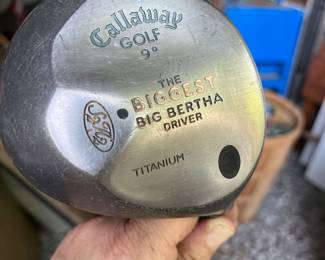 Callaway
GOLF
9°
THE
BIGGEST
BIG BERTHA
DRIVER
TITANIUM